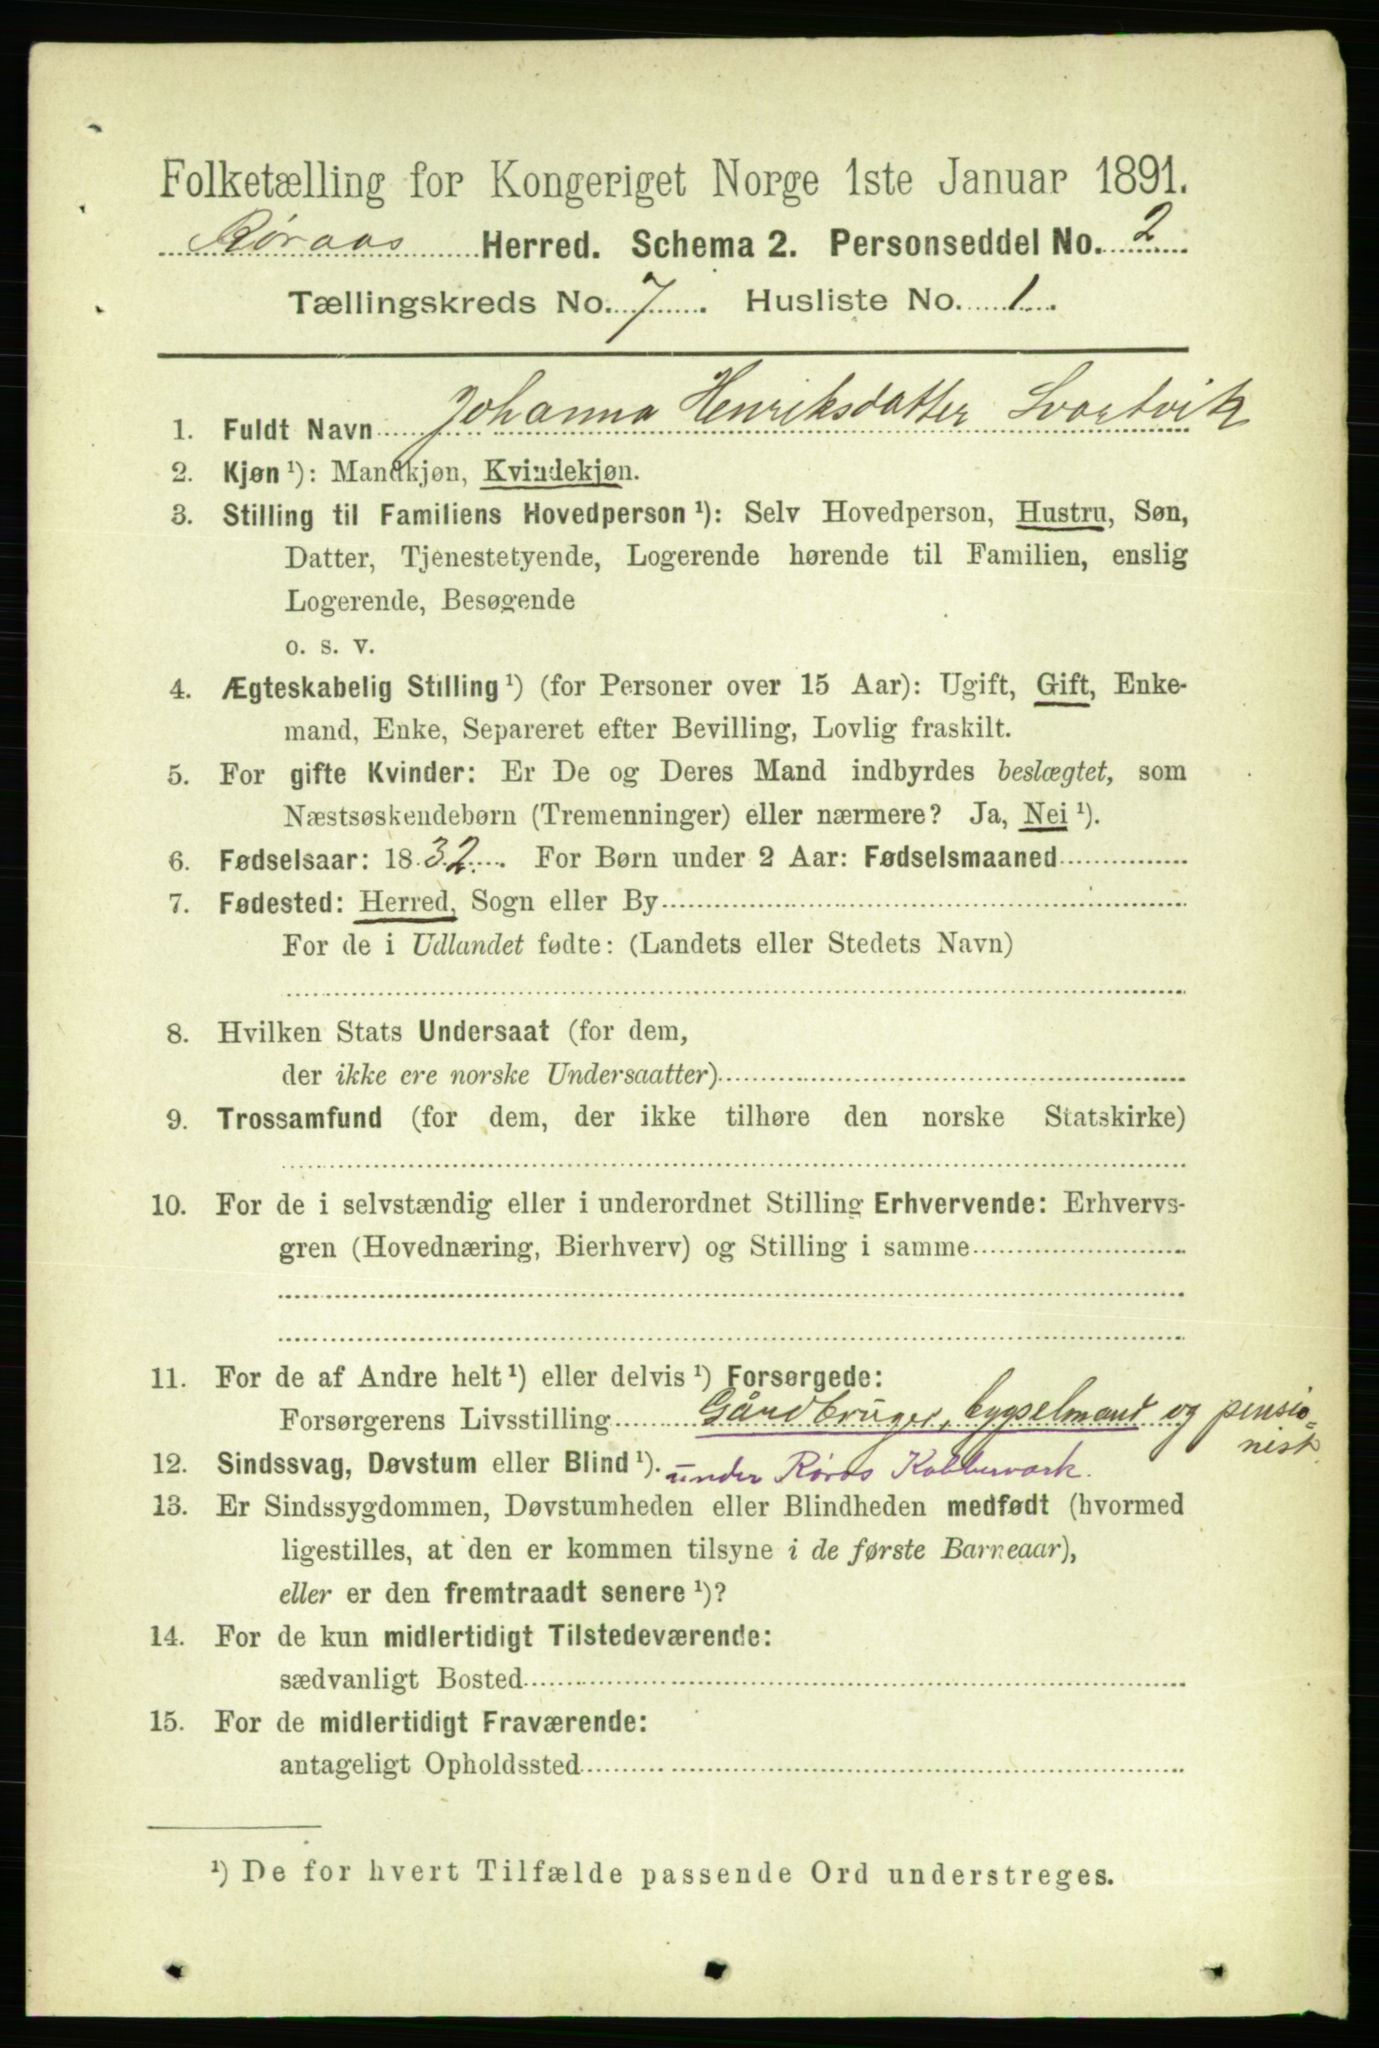 Folketælling for Kongeriget Norge 1ste Januar 1891.
Røraas Herred. Schema 2. Personseddel No. 2
Tællingskreds No. 7. Husliste No. 1.
1. Fuldt Navn Johanna Henriksdatter Svartvik
2. Kjøn ¹): Mandkjøn, Kvindekjøn.
3. Stilling til Familiens Hovedperson ¹): Selv Hovedperson, Hustru, Søn,
Datter, Tjenestetyende, Logerende hørende til Familien, enslig
Logerende, Besøgende
o. s. v.
4. Ægteskabelig Stilling ¹) (for Personer over 15 Aar): Ugift, Gift, Enke-
mand, Enke, Separeret efter Bevilling, Lovlig fraskilt.
5. For gifte Kvinder: Er De og Deres Mand indbyrdes beslægtet, som
Næstsøskendebørn (Tremenninger) eller nærmere? Ja, Nei ¹).
6. Fødselsaar: 1832. For Børn under 2 Aar: Fødselsmaaned
7. Fødested: Herred, Sogn eller By
For de i Udlandet fødte: (Landets eller Stedets Navn)
8. Hvilken Stats Undersaat (for dem,
der ikke ere norske Undersaatter)
9. Trossamfund (for dem, der ikke tilhøre den norske Statskirke)
10. For de i selvstændig eller i underordnet Stilling Erhvervende: Erhvervs-
gren (Hovednæring, Bierhverv) og Stilling i samme
11. For de af Andre helt ¹) eller delvis ¹) Forsørgede:
Forsørgerens Livsstilling Gårdbruger, bygselmand og pensio=
nist
12. Sindssvag, Døvstum eller Blind ¹). under Røros Kobberværk.
13. Er Sindssygdommen, Døvstumheden eller Blindheden medfødt (hvormed
ligestilles, at den er kommen tilsyne i de første Barneaar),
eller er den fremtraadt senere ¹)?
14. For de kun midlertidigt Tilstedeværende:
sædvanligt Bosted
15. For de midlertidigt Fraværende:
antageligt Opholdssted
¹) De for hvert Tilfælde passende Ord understreges.